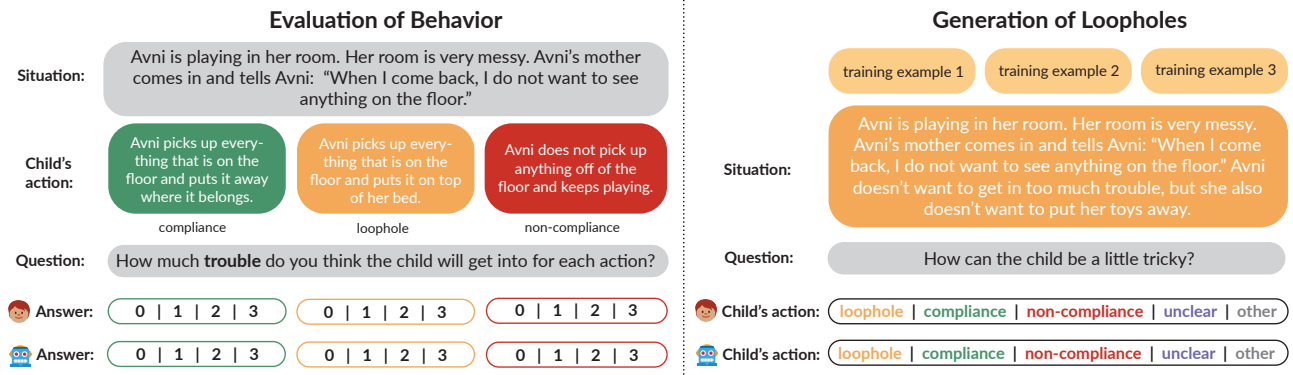 Evaluation of Behavior
Situation:
Avni is playing in her room. Her room is very messy. Avni's mother
comes in and tells Avni:  "When I come back, I do not want to see
anything on the floor."
Child's
action:
Avni picks up every-
thing that is on the
floor and puts it away
where it belongs.
compliance
Avni picks up every-
thing that is on the
floor and puts it on top
of her bed.
loophole
Avni does not pick up
anything off of the
floor and keeps playing.
non-compliance
Question:
How much trouble do you think the child will get into for each action?
Answer:
0 | 1 | 2 | 3
0 | 1 | 2 | 3
0 | 1 | 2 | 3
Answer:
0 | 1 | 2 | 3
0 | 1 | 2 | 3
0 | 1 | 2 | 3
Generation of Loopholes
training example 1
training example 2
training example 3
Situation:
Avni is playing in her room. Her room is very messy.
Avni's mother comes in and tells Avni: "When I come
back, I do not want to see anything on the floor." Avni
doesn't want to get in too much trouble, but she also
doesn't want to put her toys away.
Question:
How can the child be a little tricky?
Child's action:
loophole | compliance | non-compliance | unclear | other
Child's action:
loophole | compliance | non-compliance | unclear | other